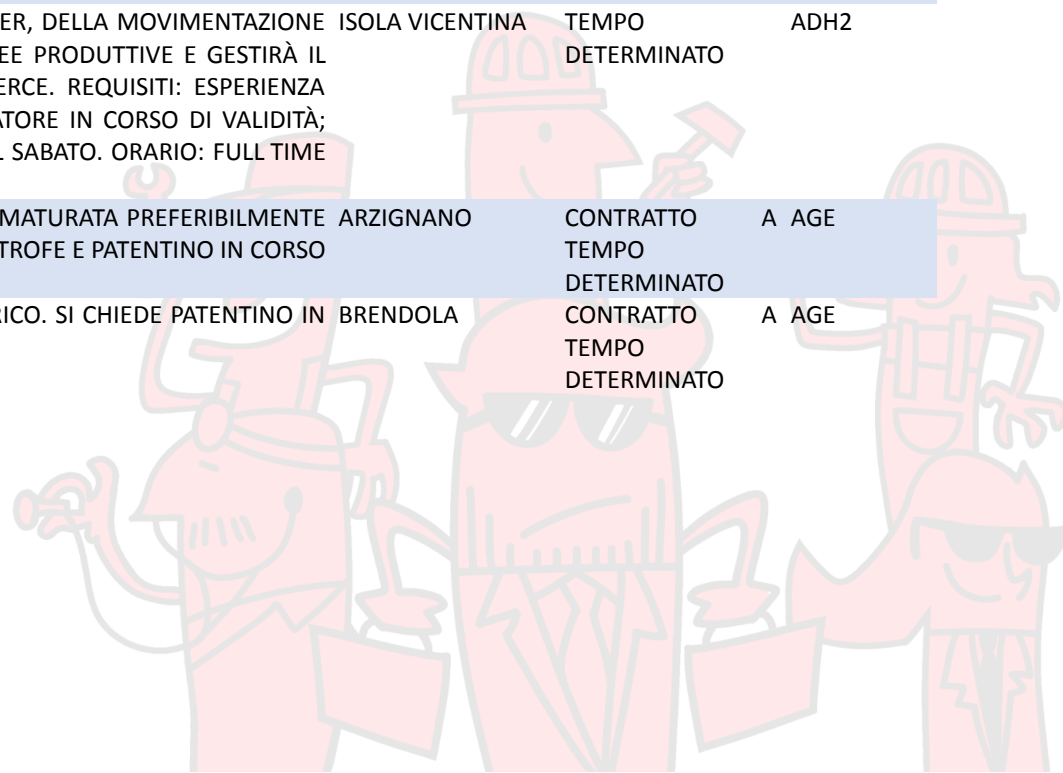 ER, DELLA MOVIMENTAZIONE ISOLA VICENTINA TEMPO ADH2
EE PRODUTTIVE E GESTIRÀ IL DETERMINATO
ERCE. REQUISITI: ESPERIENZA
ATORE IN CORSO DI VALIDITÀ;
L SABATO. ORARIO: FULL TIME
MATURATA PREFERIBILMENTE ARZIGNANO CONTRATTO A AGE
TROFE E PATENTINO IN CORSO TEMPO
DETERMINATO
RICO. SI CHIEDE PATENTINO IN BRENDOLA CONTRATTO A AGE
TEMPO
DETERMINATO